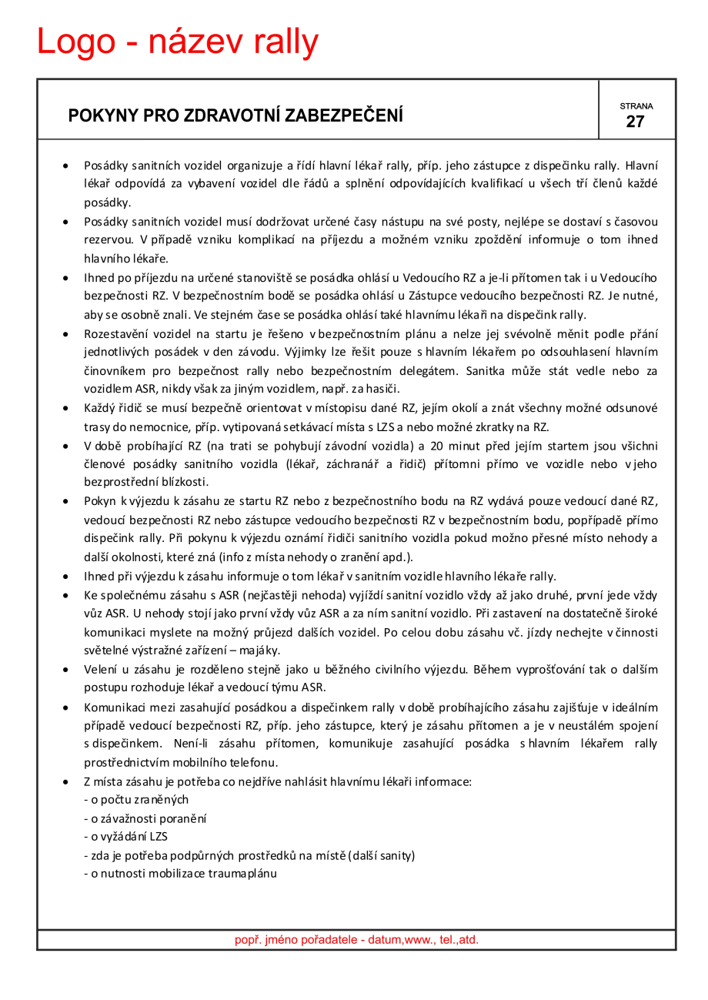 Logo - název rally
POKYNY PRO ZDRAVOTNÍ ZABEZPEČENÍ
STRANA
27
• Posádky sanitních vozidel organizuje a řídí hlavní lékař rally, příp. jeho zástupce z dispečinku rally. Hlavní
lékař odpovídá za vybavení vozidel dle řádů a splnění odpovídajících kvalifikací u všech tří členů každé
posádky.
• Posádky sanitních vozidel musí dodržovat určené časy nástupu na své posty, nejlépe se dostaví s časovou
rezervou. V případě vzniku komplikací na příjezdu a možném vzniku zpoždění informuje o tom ihned
hlavního lékaře.
• Ihned po příjezdu na určené stanoviště se posádka ohlásí u Vedoucího RZ a je-li přítomen tak i u Vedoucího
bezpečnosti RZ. V bezpečnostním bodě se posádka ohlásí u Zástupce vedoucího bezpečnosti RZ. Je nutné,
aby se osobně znali. Ve stejném čase se posádka ohlásí také hlavnímu lékaři na dispečink rally.
• Rozestavění vozidel na startu je řešeno v bezpečnostním plánu a nelze jej svévolně měnit podle přání
jednotlivých posádek v den závodu. Výjimky lze řešit pouze s hlavním lékařem po odsouhlasení hlavním
činovníkem pro bezpečnost rally nebo bezpečnostním delegátem. Sanitka může stát vedle nebo za
vozidlem ASR, nikdy však za jiným vozidlem, např. za hasiči.
• Každý řidič se musí bezpečně orientovat v místopisu dané RZ, jejím okolí a znát všechny možné odsunové
trasy do nemocnice, příp. vytipovaná setkávací místa s LZS a nebo možné zkratky na RZ.
• V době probíhající RZ (na trati se pohybují závodní vozidla) a 20 minut před jejím startem jsou všichni
členové posádky sanitního vozidla (lékař, záchranář a řidič) přítomni přímo ve vozidle nebo v jeho
bezprostřední blízkosti.
• Pokyn k výjezdu k zásahu ze startu RZ nebo z bezpečnostního bodu na RZ vydává pouze vedoucí dané RZ,
vedoucí bezpečnosti RZ nebo zástupce vedoucího bezpečnosti RZ v bezpečnostním bodu, popřípadě přímo
dispečink rally. Při pokynu k výjezdu oznámí řidiči sanitního vozidla pokud možno přesné místo nehody a
další okolnosti, které zná (info z místa nehody o zranění apd.).
• Ihned při výjezdu k zásahu informuje o tom lékař v sanitním vozidle hlavního lékaře rally.
• Ke společnému zásahu s ASR (nejčastěji nehoda) vyjíždí sanitní vozidlo vždy až jako druhé, první jede vždy
vůz ASR. U nehody stojí jako první vždy vůz ASR a za ním sanitní vozidlo. Při zastavení na dostatečně široké
komunikaci myslete na možný průjezd dalších vozidel. Po celou dobu zásahu vč. jízdy nechejte v činnosti
světelné výstražné zařízení – majáky.
• Velení u zásahu je rozděleno stejně jako u běžného civilního výjezdu. Během vyprošťování tak o dalším
postupu rozhoduje lékař a vedoucí týmu ASR.
• Komunikaci mezi zasahující posádkou a dispečinkem rally v době probíhajícího zásahu zajišťuje v ideálním
případě vedoucí bezpečnosti RZ, příp. jeho zástupce, který je zásahu přítomen a je v neustálém spojení
s dispečinkem. Není-li zásahu přítomen, komunikuje zasahující posádka s hlavním lékařem rally
prostřednictvím mobilního telefonu.
• Z místa zásahu je potřeba co nejdříve nahlásit hlavnímu lékaři informace:
- o počtu zraněných
- o závažnosti poranění
- o vyžádání LZS
- zda je potřeba podpůrných prostředků na místě (další sanity)
- o nutnosti mobilizace traumaplánu
popř. jméno pořadatele - datum,www., tel.,atd.